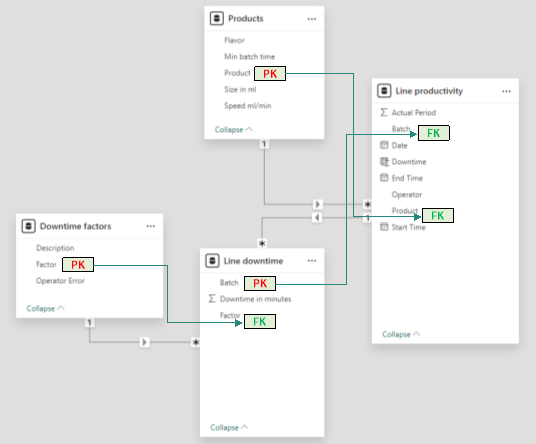 Products
Flavor
Min batch time
Product PK
Size in ml
Speed ml/min
Collapse
1
Line productivity
Actual Period
Batch FK
Date
Downtime
End Time
Operator
Product FK
Start Time
Collapse
*
1
*
Downtime factors
Description
Factor PK
Operator Error
Collapse
1
*
Line downtime
Batch PK
Downtime in minutes
Factor FK
Collapse